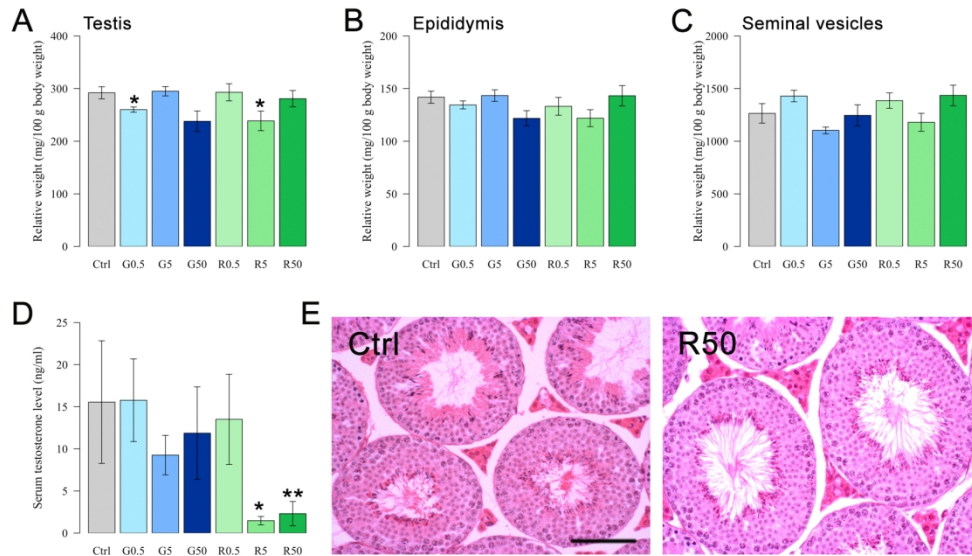 A Testis
Relative weight (mg/100 g body weight)
400
300
200
100
0
*
*
Ctrl G0.5 G5 G50 R0.5 R5 R50
B Epididymis
Relative weight (mg/100 g body weight)
200
150
100
50
0
Ctrl G0.5 G5 G50 R0.5 R5 R50
C Seminal vesicles
Relative weight (mg/100 g body weight)
2000
1500
1000
500
0
Ctrl G0.5 G5 G50 R0.5 R5 R50
D
Serum testosterone level (ng/ml)
25
20
15
10
5
0
*
**
Ctrl G0.5 G5 G50 R0.5 R5 R50
E
Ctrl
R50